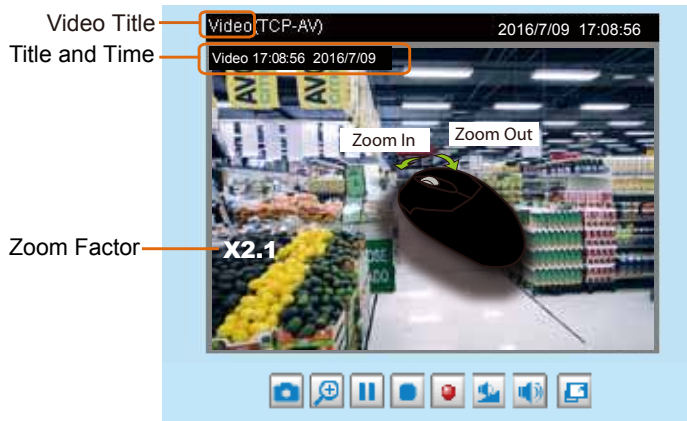 Video Title
Video(TCP-AV) 2016/7/09 17:08:56
Title and Time
Video 17:08:56 2016/7/09
Zoom In
Zoom Out
Zoom Factor
X2.1